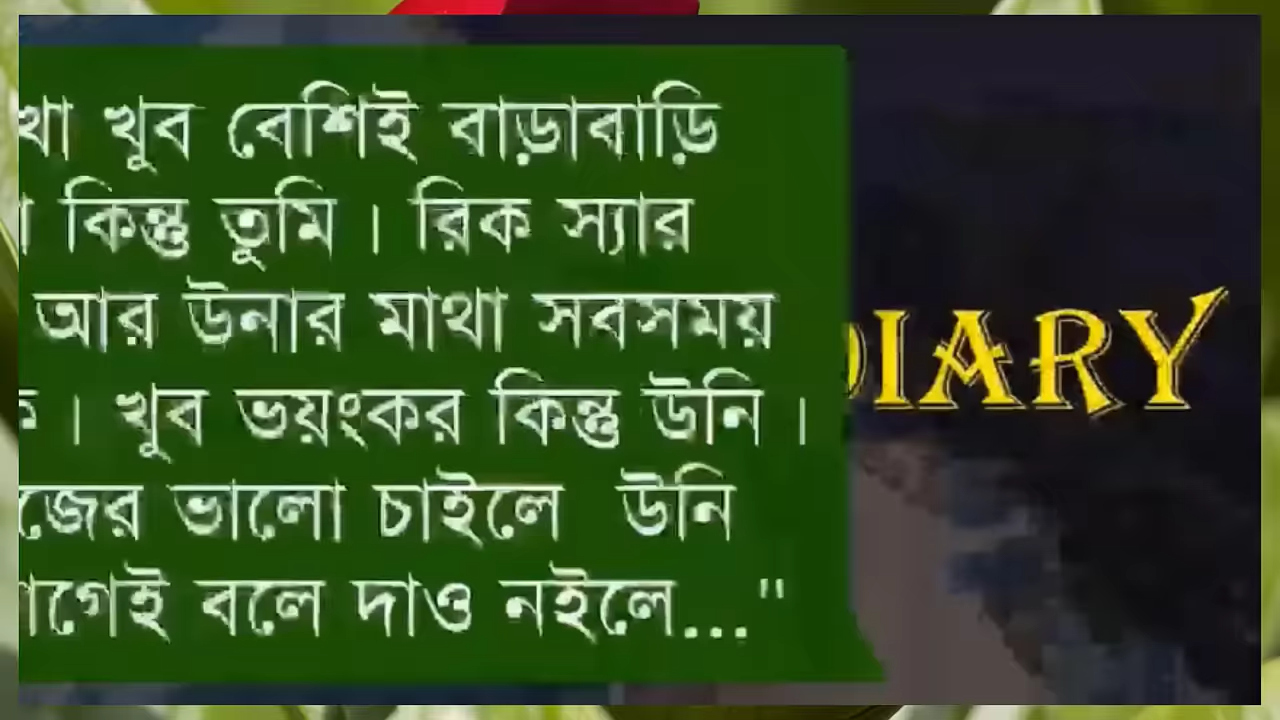 খুব বেশিই বাড়াবাড়ি
কিন্তু তুমি। রিক স্যার
আর উনার মাথা সবসময়
। খুব ভয়ংকর কিন্তু উনি।
ভালো চাইলে উনি
বলে দাও নইলে..."
DIARY